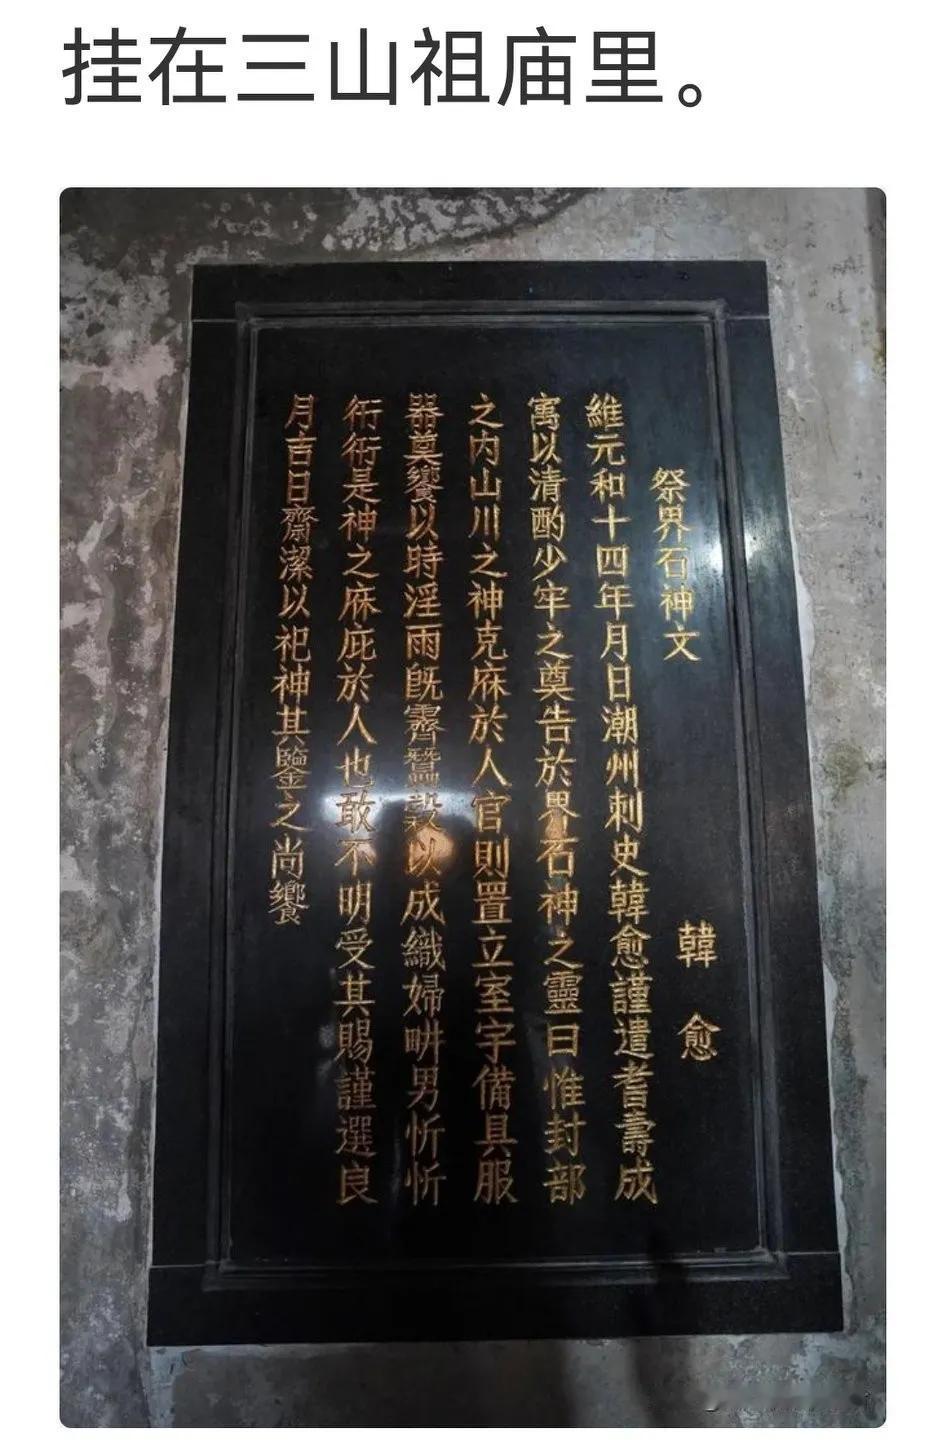 挂在三山祖庙里。
祭界石神文
韓愈
維元和十四年月日潮州刺史韓愈謹遣耆壽成
寓以清酌少牢之奠告於界石神之靈曰惟封部
之内山川之神克庥於人官則置立室宇備具服
器奠饗以時淫雨既霽蠶穀以成織婦畊男忻忻
衎衎是神之庥庇於人也敢不明受其賜謹選良
月吉日齋潔以祀神其鑒之尚饗